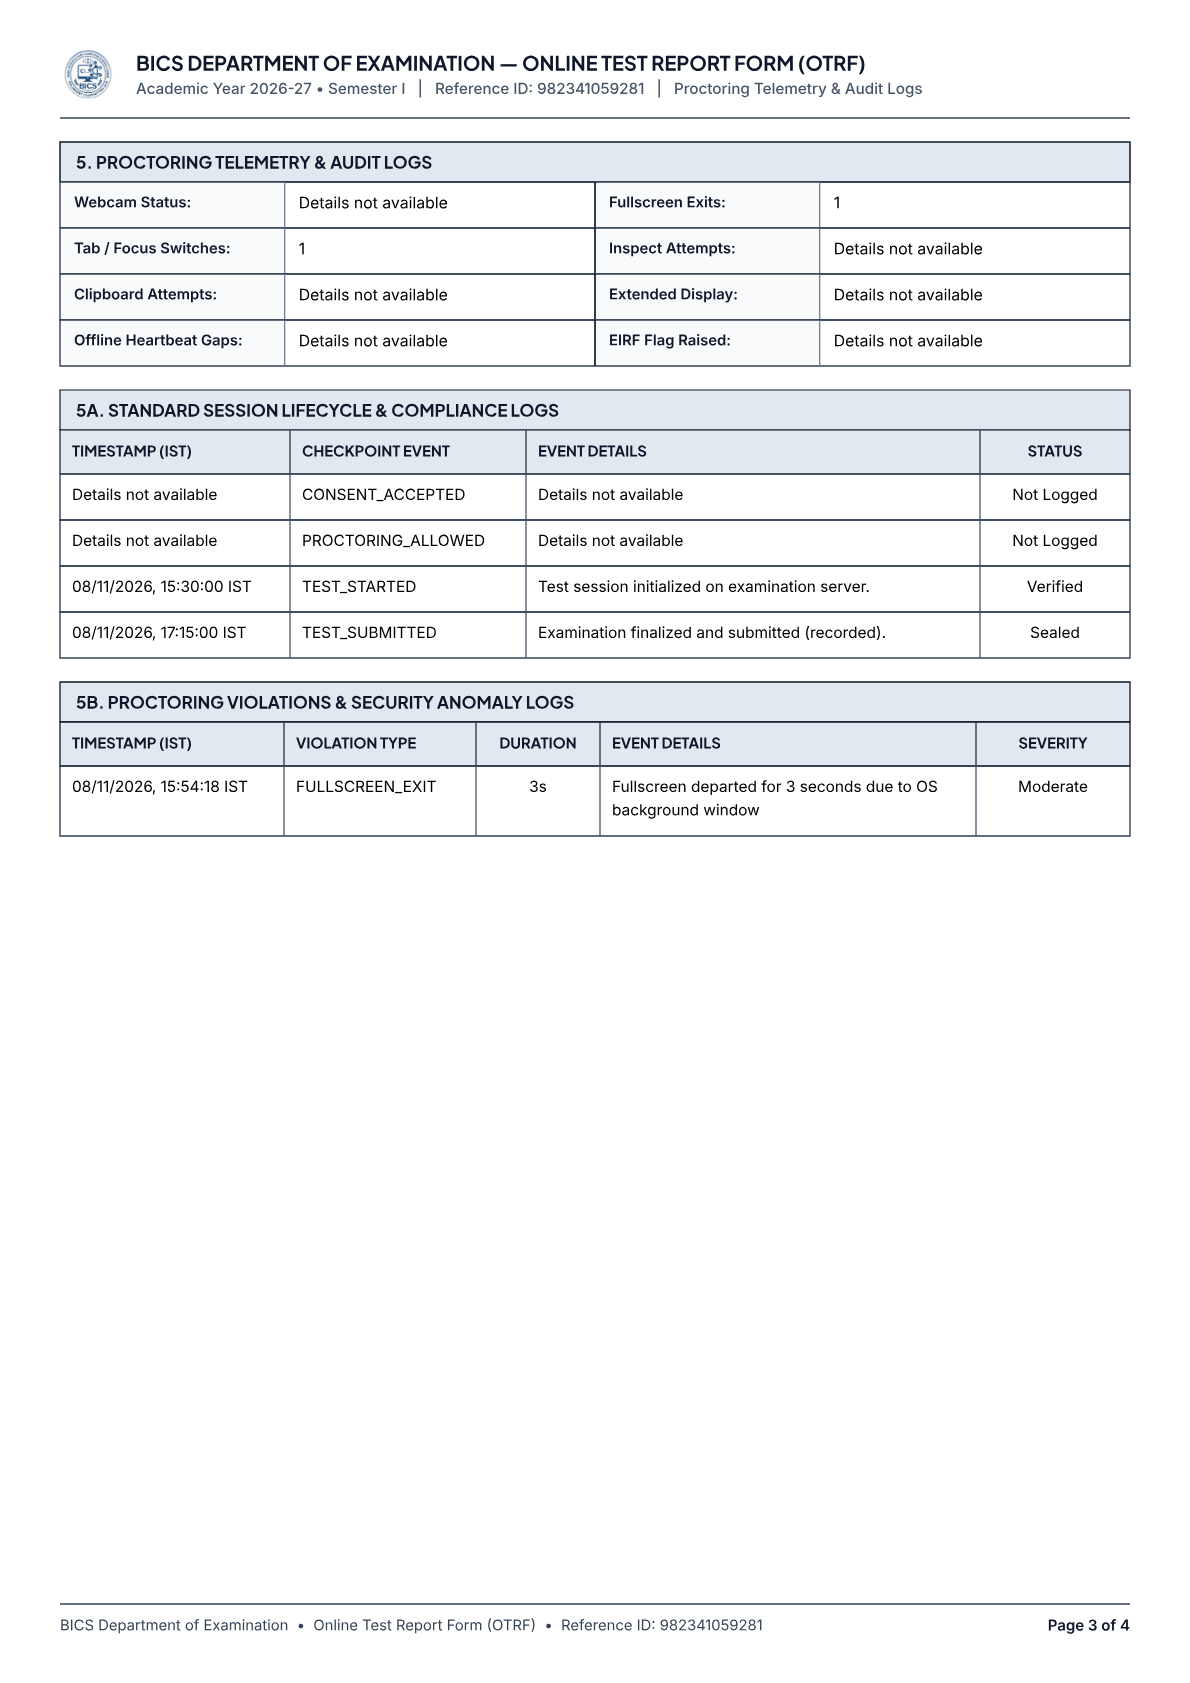 BICS
BICS DEPARTMENT OF EXAMINATION — ONLINE TEST REPORT FORM (OTRF)
Academic Year 2026-27 • Semester I | Reference ID: 982341059281 | Proctoring Telemetry & Audit Logs
5. PROCTORING TELEMETRY & AUDIT LOGS
Webcam Status: Details not available Fullscreen Exits: 1
Tab / Focus Switches: 1 Inspect Attempts: Details not available
Clipboard Attempts: Details not available Extended Display: Details not available
Offline Heartbeat Gaps: Details not available EIRF Flag Raised: Details not available
5A. STANDARD SESSION LIFECYCLE & COMPLIANCE LOGS
TIMESTAMP (IST) CHECKPOINT EVENT EVENT DETAILS STATUS
Details not available CONSENT_ACCEPTED Details not available Not Logged
Details not available PROCTORING_ALLOWED Details not available Not Logged
08/11/2026, 15:30:00 IST TEST_STARTED Test session initialized on examination server. Verified
08/11/2026, 17:15:00 IST TEST_SUBMITTED Examination finalized and submitted (recorded). Sealed
5B. PROCTORING VIOLATIONS & SECURITY ANOMALY LOGS
TIMESTAMP (IST) VIOLATION TYPE DURATION EVENT DETAILS SEVERITY
08/11/2026, 15:54:18 IST FULLSCREEN_EXIT 3s Fullscreen departed for 3 seconds due to OS Moderate
background window
BICS Department of Examination • Online Test Report Form (OTRF) • Reference ID: 982341059281 Page 3 of 4